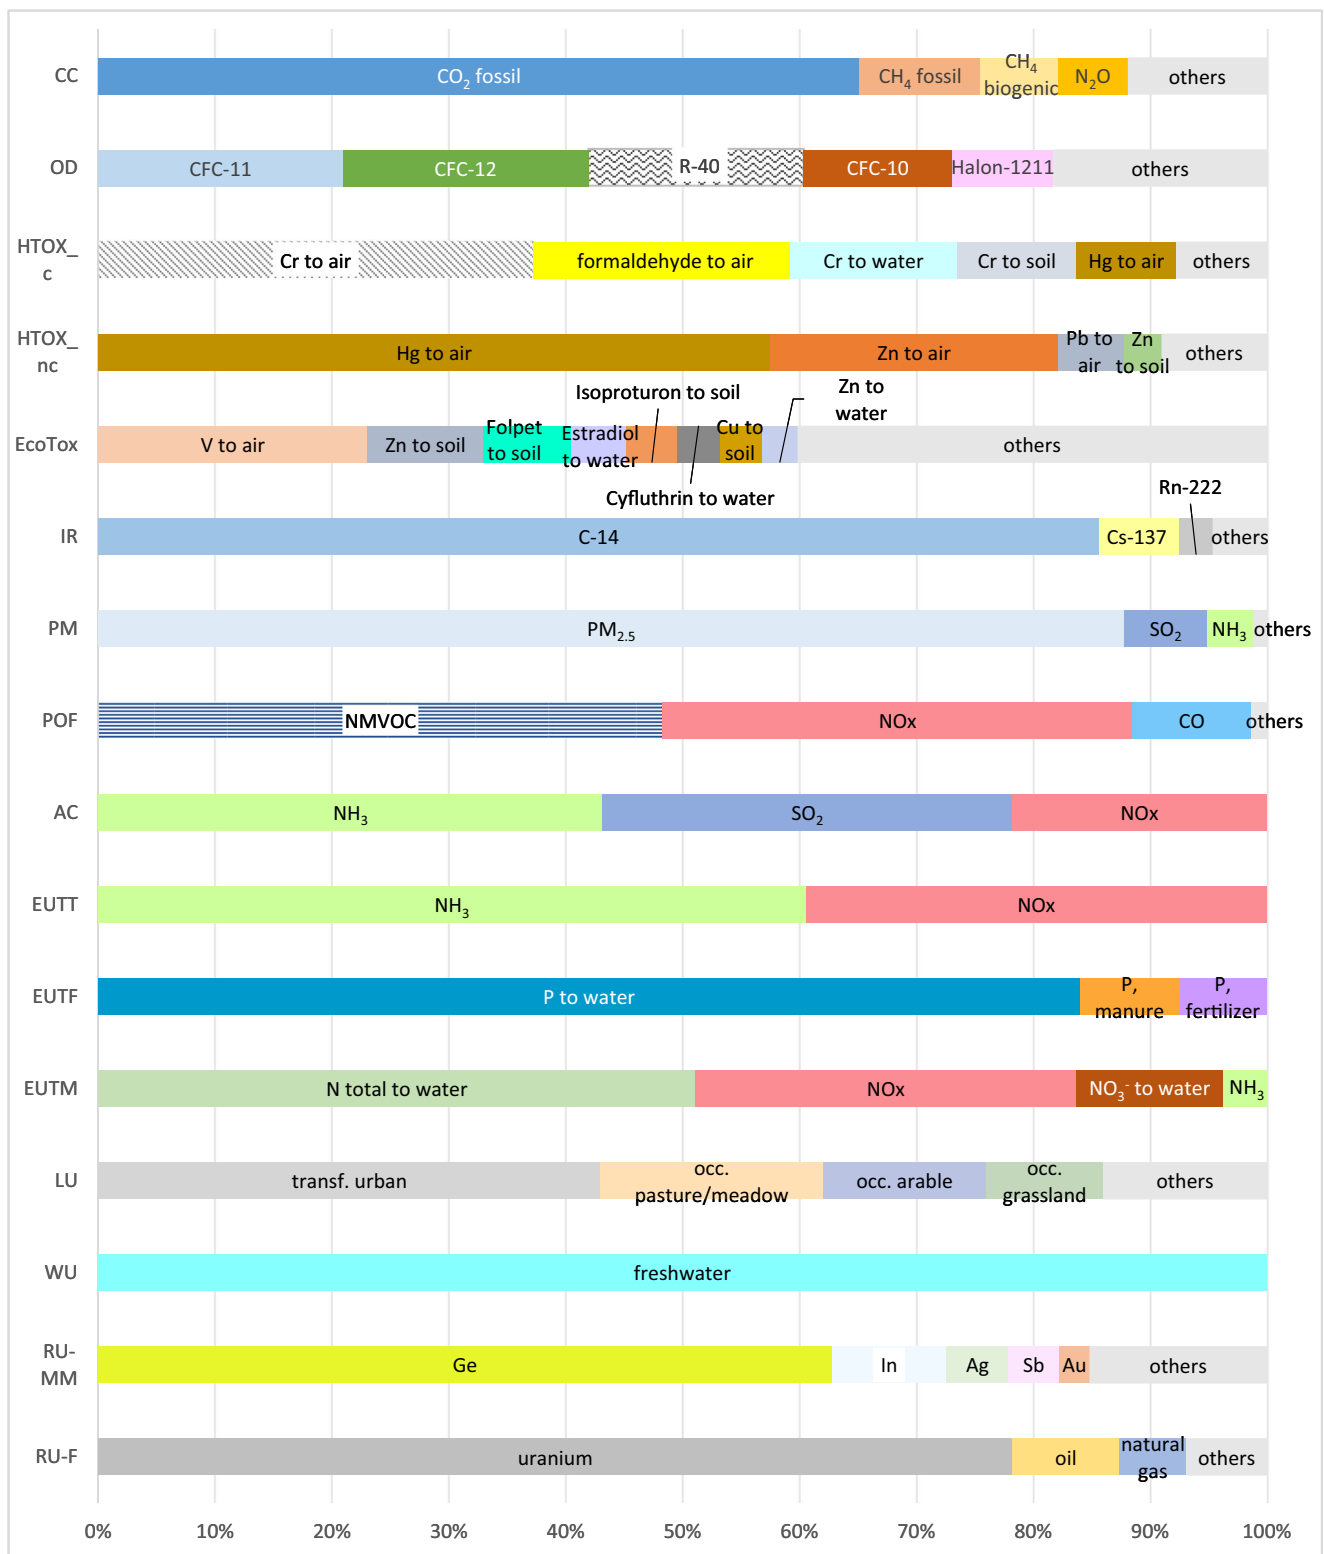 CC
CO₂ fossil
CH₄ fossil
CH₄
biogenic
N₂O
others
OD
CFC-11
CFC-12
R-40
CFC-10
Halon-1211
others
HTOX_
c
Cr to air
formaldehyde to air
Cr to water
Cr to soil
Hg to air
others
HTOX_
nc
Hg to air
Zn to air
Pb to
air
Zn
to soil
others
Isoproturon to soil
Zn to
water
EcoTox
V to air
Zn to soil
Folpet
to soil
Estradiol
to water
Cu to
soil
others
Cyfluthrin to water
Rn-222
IR
C-14
Cs-137
others
PM
PM₂.₅
SO₂
NH₃
others
POF
NMVOC
NOx
CO
others
AC
NH₃
SO₂
NOx
EUTT
NH₃
NOx
EUTF
P to water
P,
manure
P,
fertilizer
EUTM
N total to water
NOx
NO₃⁻ to water
NH₃
LU
transf. urban
occ.
pasture/meadow
occ. arable
occ.
grassland
others
WU
freshwater
RU-
MM
Ge
In
Ag
Sb
Au
others
RU-F
uranium
oil
natural
gas
others
0% 10% 20% 30% 40% 50% 60% 70% 80% 90% 100%